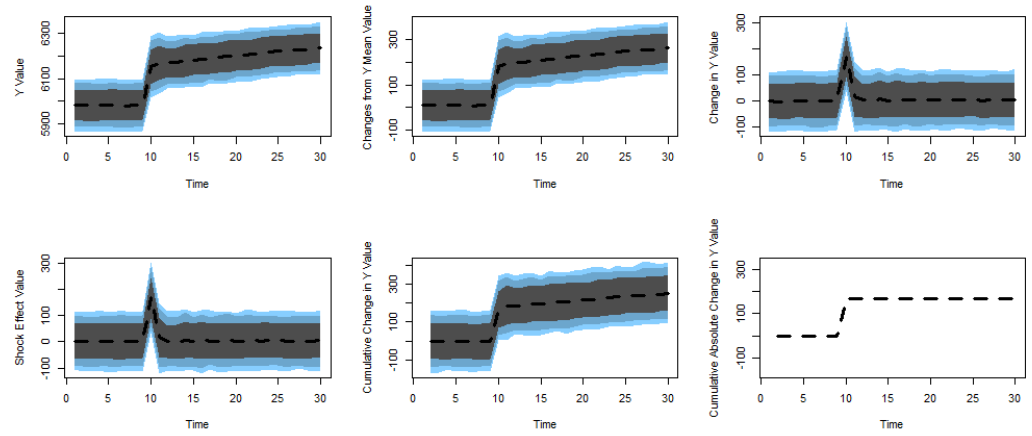 Y Value
5900 6100 6300
0 5 10 15 20 25 30
Time
Changes from Y Mean Value
-100 100 300
0 5 10 15 20 25 30
Time
Change in Y Value
-100 0 100 300
0 5 10 15 20 25 30
Time
Shock Effect Value
-100 0 100 300
0 5 10 15 20 25 30
Time
Cumulative Change in Y Value
-100 100 300
0 5 10 15 20 25 30
Time
Cumulative Absolute Change in Y Value
-100 100 300
0 5 10 15 20 25 30
Time